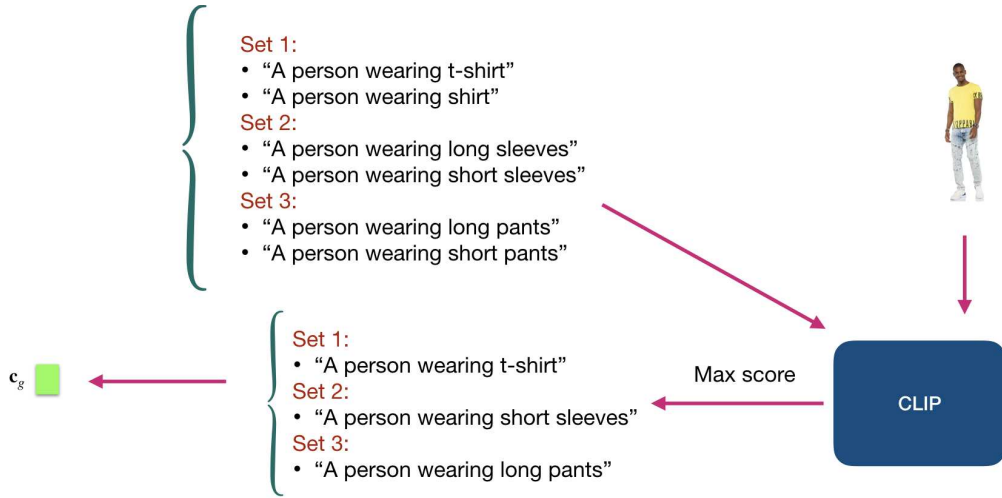 Set 1:
• “A person wearing t-shirt”
• “A person wearing shirt”
Set 2:
• “A person wearing long sleeves”
• “A person wearing short sleeves”
Set 3:
• “A person wearing long pants”
• “A person wearing short pants”
Set 1:
• “A person wearing t-shirt”
Set 2:
• “A person wearing short sleeves”
Set 3:
• “A person wearing long pants”
Max score
CLIP
c_g